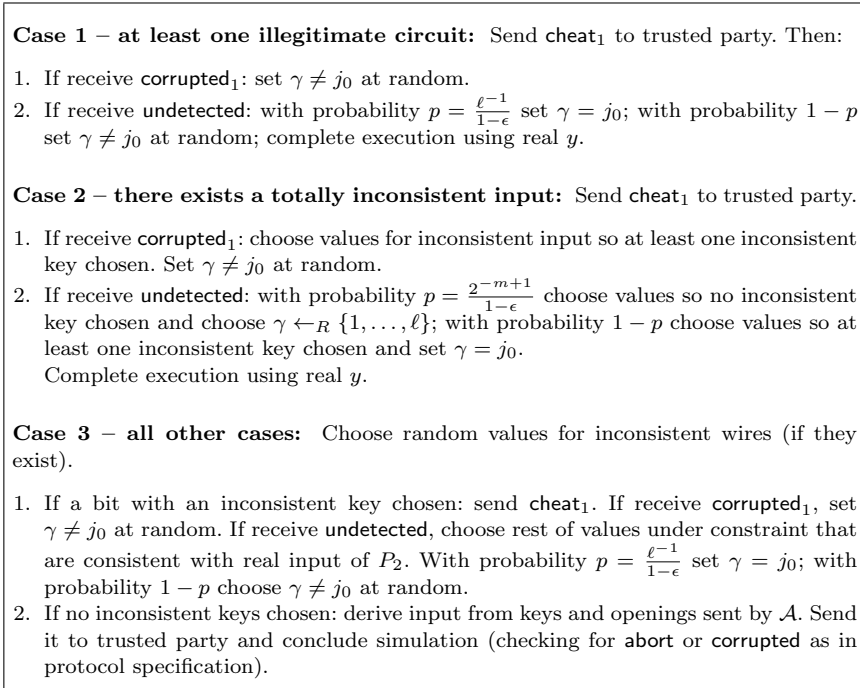 Case 1 – at least one illegitimate circuit: Send cheat₁ to trusted party. Then:
1. If receive corrupted₁: set γ ≠ j₀ at random.
2. If receive undetected: with probability p = ℓ⁻¹/(1−ϵ) set γ = j₀; with probability 1 − p
set γ ≠ j₀ at random; complete execution using real y.
Case 2 – there exists a totally inconsistent input: Send cheat₁ to trusted party.
1. If receive corrupted₁: choose values for inconsistent input so at least one inconsistent
key chosen. Set γ ≠ j₀ at random.
2. If receive undetected: with probability p = 2⁻ᵐ⁺¹/(1−ϵ) choose values so no inconsistent
key chosen and choose γ ←_R {1, . . . , ℓ}; with probability 1 − p choose values so at
least one inconsistent key chosen and set γ = j₀.
Complete execution using real y.
Case 3 – all other cases: Choose random values for inconsistent wires (if they
exist).
1. If a bit with an inconsistent key chosen: send cheat₁. If receive corrupted₁, set
γ ≠ j₀ at random. If receive undetected, choose rest of values under constraint that
are consistent with real input of P₂. With probability p = ℓ⁻¹/(1−ϵ) set γ = j₀; with
probability 1 − p choose γ ≠ j₀ at random.
2. If no inconsistent keys chosen: derive input from keys and openings sent by 𝒜. Send
it to trusted party and conclude simulation (checking for abort or corrupted as in
protocol specification).